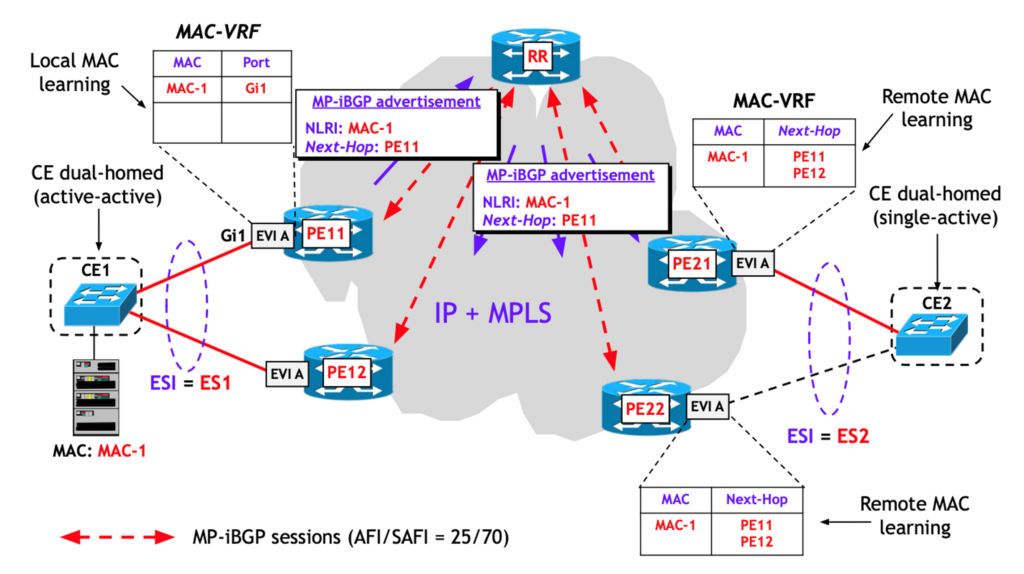 MAC-VRF
Local MAC
learning
MAC Port
MAC-1 Gi1
RR
MP-iBGP advertisement
NLRI: MAC-1
Next-Hop: PE11
MAC-VRF
Remote MAC
learning
MAC Next-Hop
MAC-1 PE11
PE12
MP-iBGP advertisement
NLRI: MAC-1
Next-Hop: PE11
CE dual-homed
(active-active)
CE dual-homed
(single-active)
Gi1 EVI A PE11
PE21 EVI A
CE1
CE2
IP + MPLS
ESI = ES1
EVI A PE12
PE22 EVI A
ESI = ES2
MAC: MAC-1
MAC Next-Hop
MAC-1 PE11
PE12
Remote MAC
learning
MP-iBGP sessions (AFI/SAFI = 25/70)